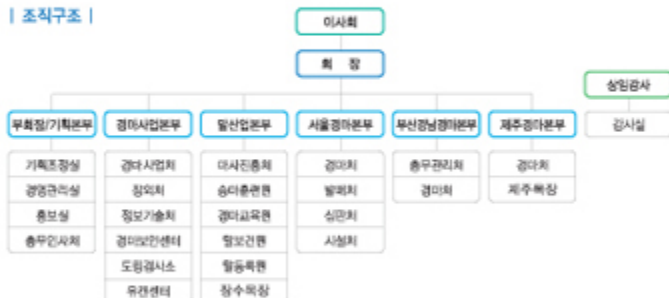 | 조직구조 |
이사회
회 장
상임감사
부회장/기획본부 경마사업본부 말산업본부 서울경마본부 부산경남경마본부 제주경마본부 감사실
기획조정실 경마사업처 마사진흥처 경마처 총무관리처 경마처
경영관리실 장외처 승마훈련원 발매처 경마처 제주목장
홍보실 정보기술처 경마교육원 심판처
총무인사처 경마보안센터 말보건원 시설처
도핑검사소 말등록원
유캔센터 장수목장